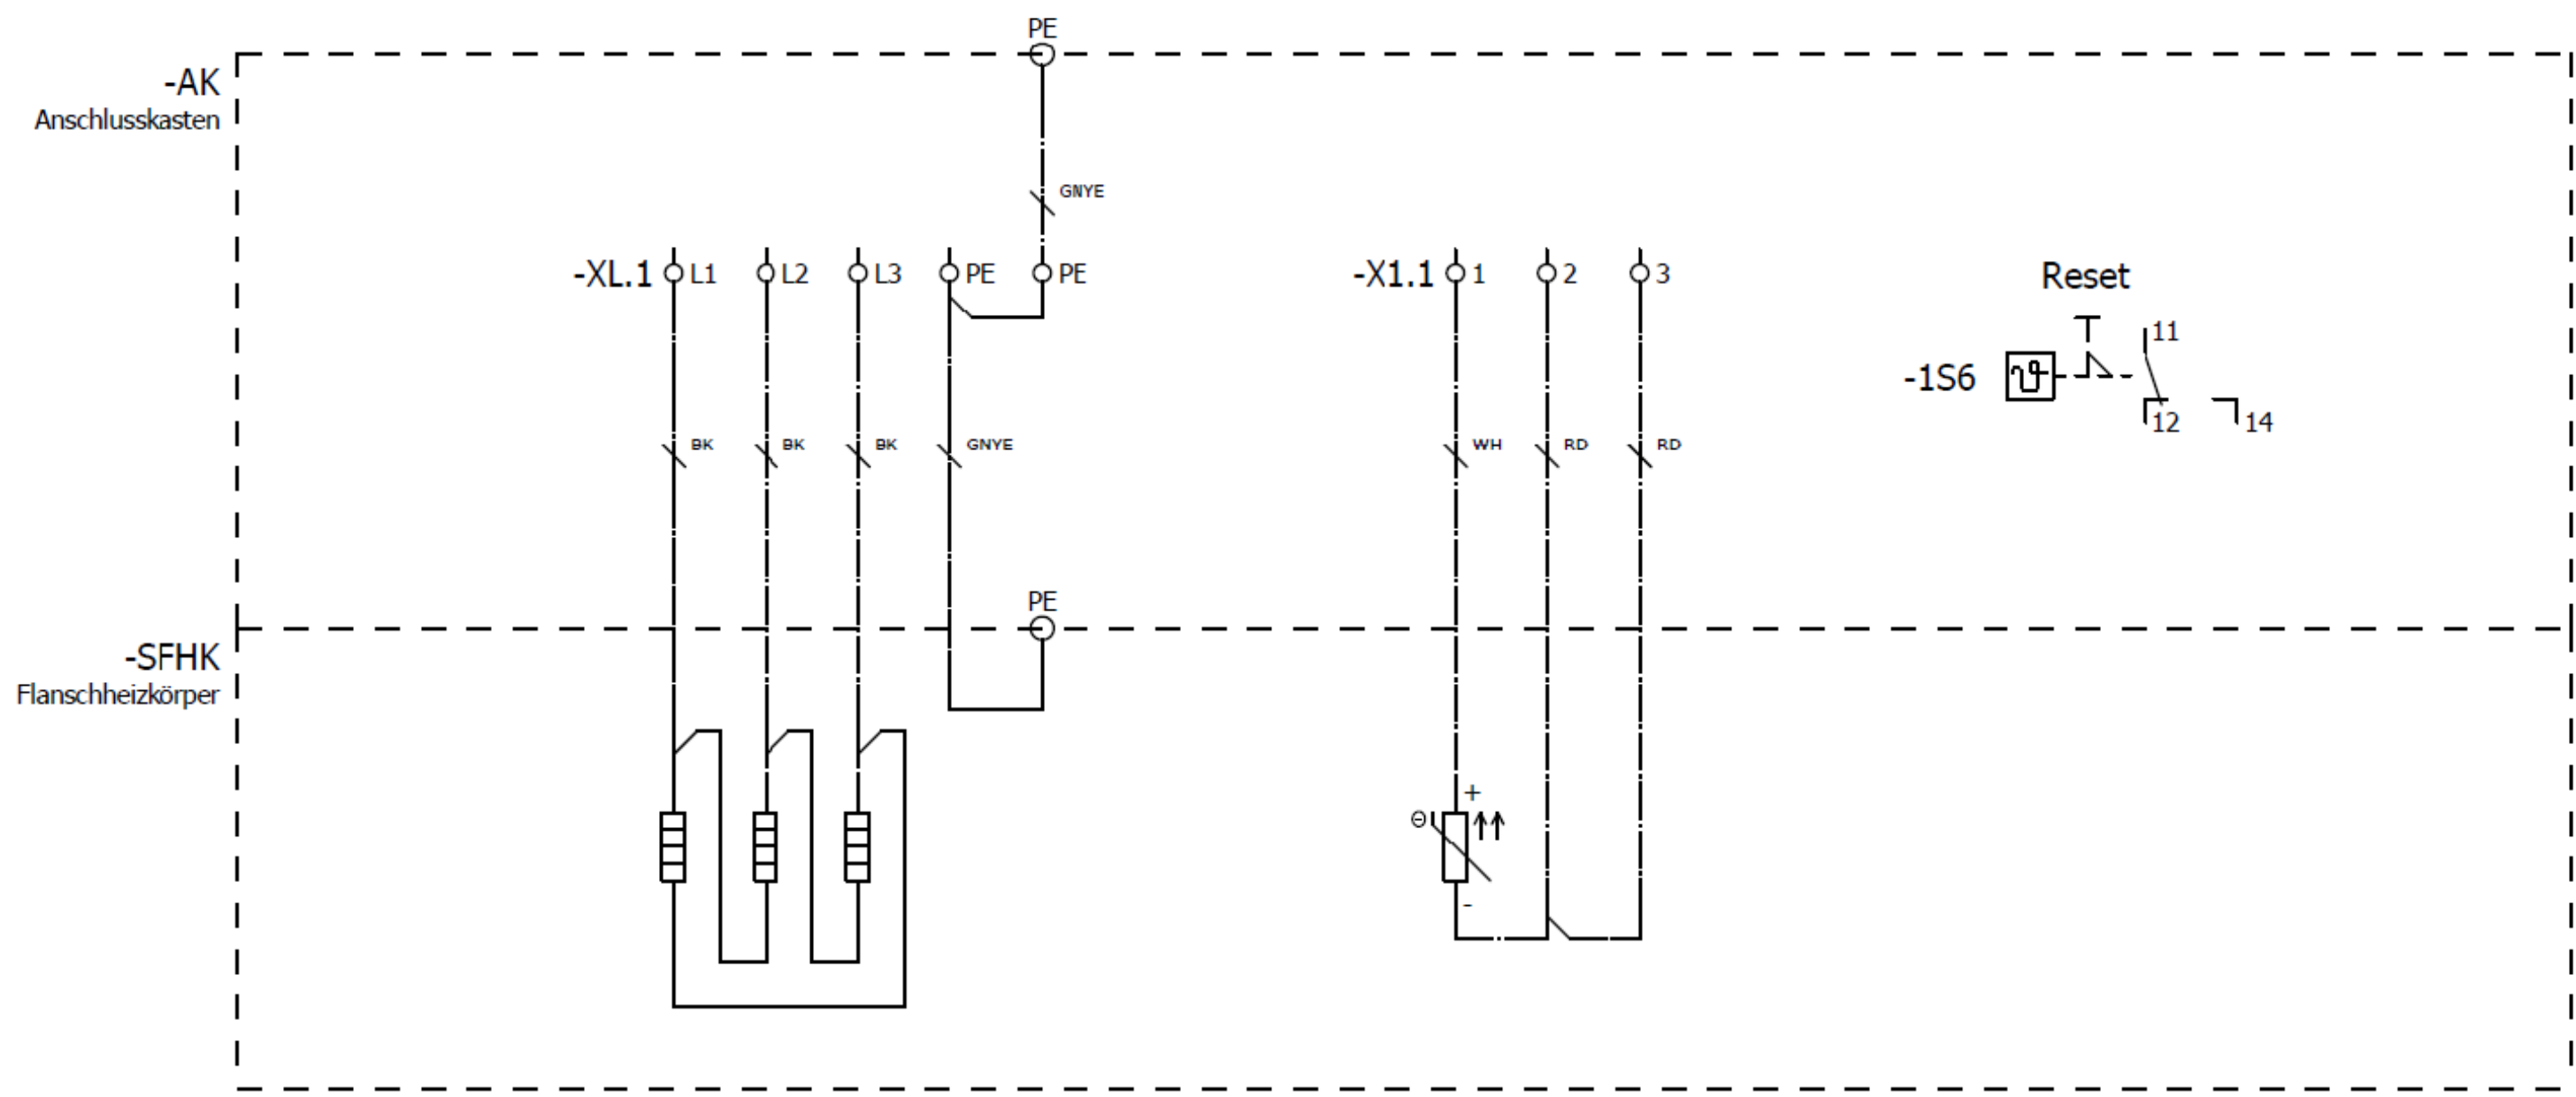 PE
-AK
Anschlusskasten
GNYE
-XL.1 L1 L2 L3 PE PE
-X1.1 1 2 3
Reset
11
-1S6
12 14
BK BK BK GNYE
WH RD RD
PE
-SFHK
Flanschheizkörper
+
Θ
-